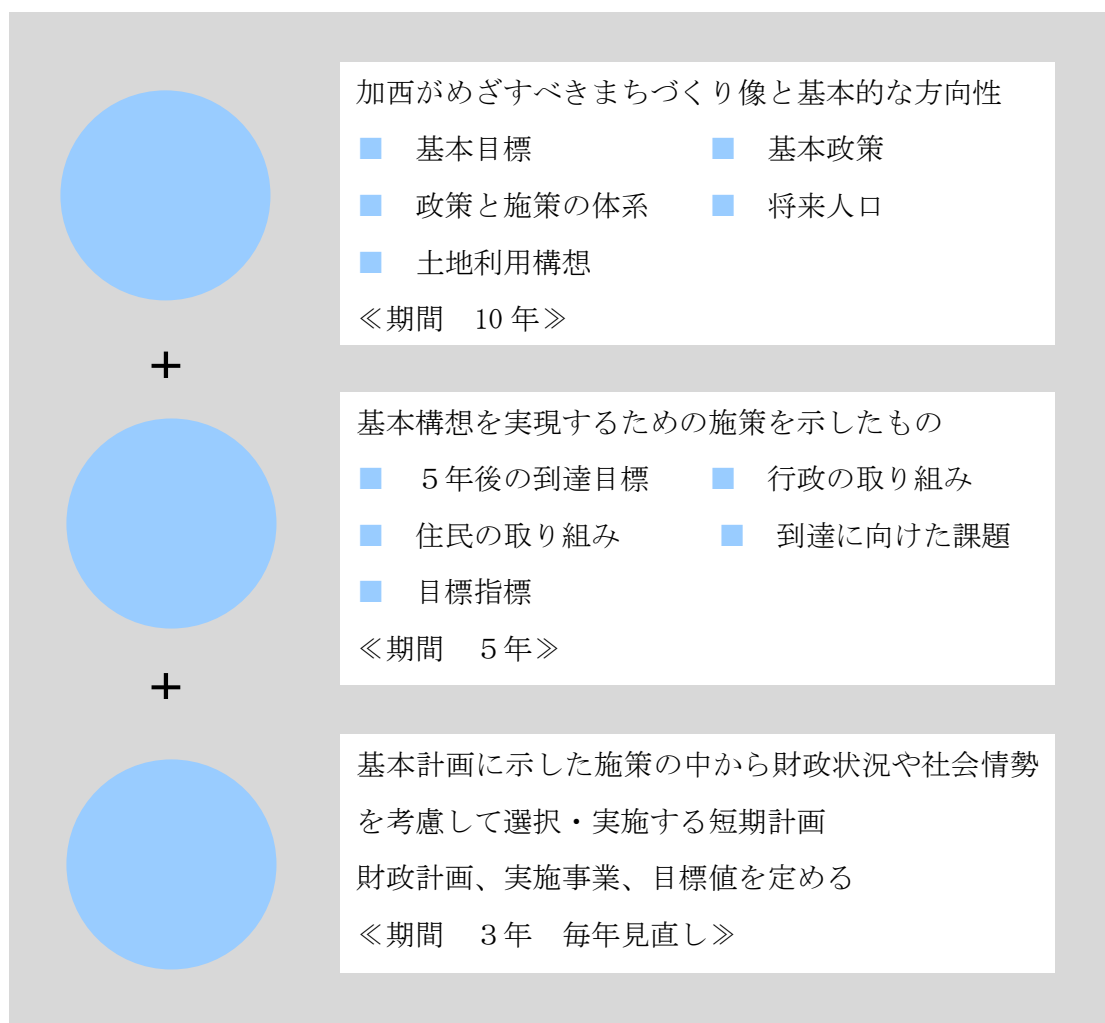 加西がめざすべきまちづくり像と基本的な方向性
■ 基本目標 ■ 基本政策
■ 政策と施策の体系 ■ 将来人口
■ 土地利用構想
≪期間 10年≫
+
基本構想を実現するための施策を示したもの
■ 5年後の到達目標 ■ 行政の取り組み
■ 住民の取り組み ■ 到達に向けた課題
■ 目標指標
≪期間 5年≫
+
基本計画に示した施策の中から財政状況や社会情勢
を考慮して選択・実施する短期計画
財政計画、実施事業、目標値を定める
≪期間 3年 毎年見直し≫